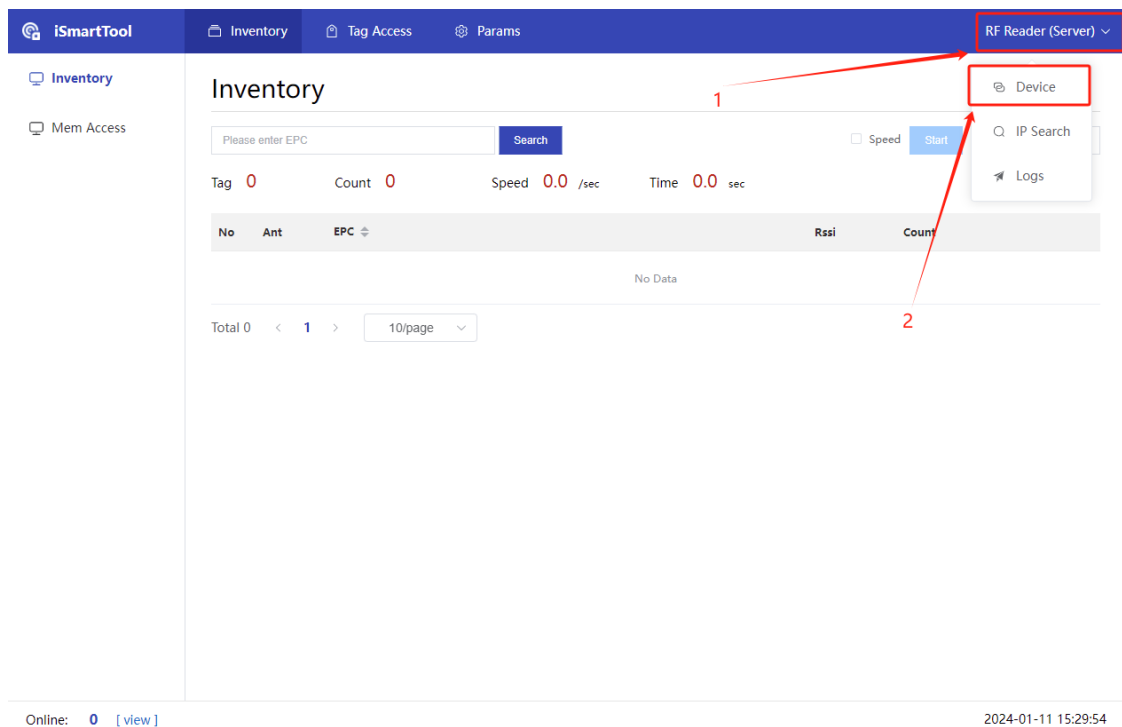 iSmartTool
Inventory
Tag Access
Params
RF Reader (Server)
Inventory
Mem Access
Inventory
1
Device
IP Search
Logs
Please enter EPC
Search
Speed
Start
Tag 0 Count 0 Speed 0.0 /sec Time 0.0 sec
No Ant EPC Rssi Count
No Data
2
Total 0 < 1 > 10/page
Online: 0 [ view ]
2024-01-11 15:29:54